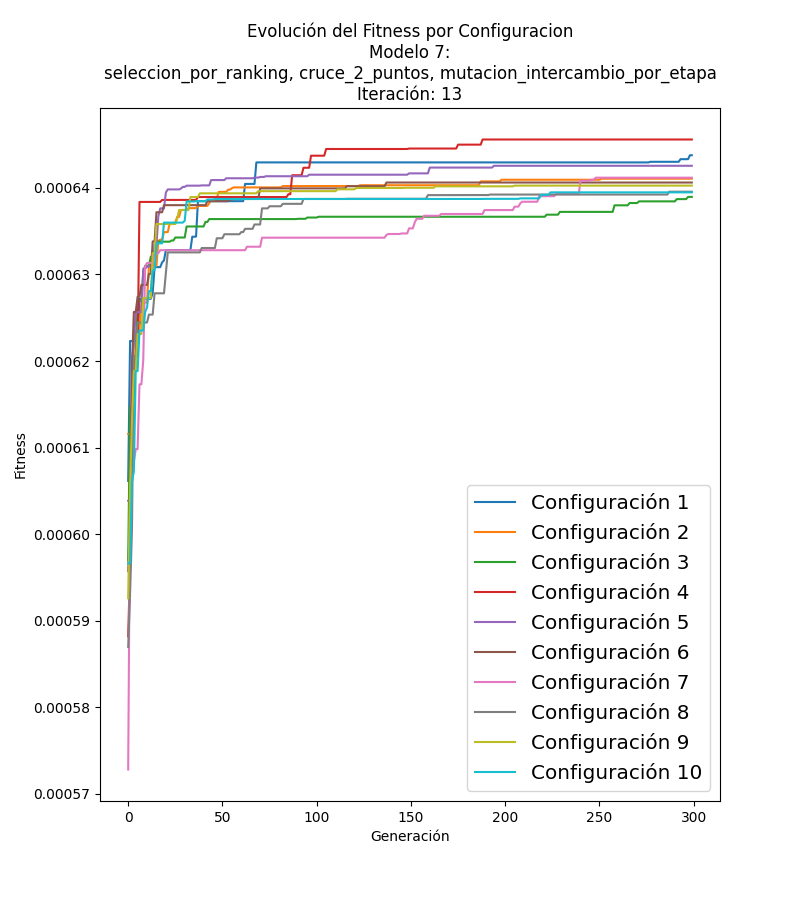 Evolución del Fitness por Configuracion
Modelo 7:
seleccion_por_ranking, cruce_2_puntos, mutacion_intercambio_por_etapa
Iteración: 13
Fitness
0.00064
0.00063
0.00062
0.00061
0.00060
0.00059
0.00058
0.00057
Configuración 1
Configuración 2
Configuración 3
Configuración 4
Configuración 5
Configuración 6
Configuración 7
Configuración 8
Configuración 9
Configuración 10
0 50 100 150 200 250 300
Generación